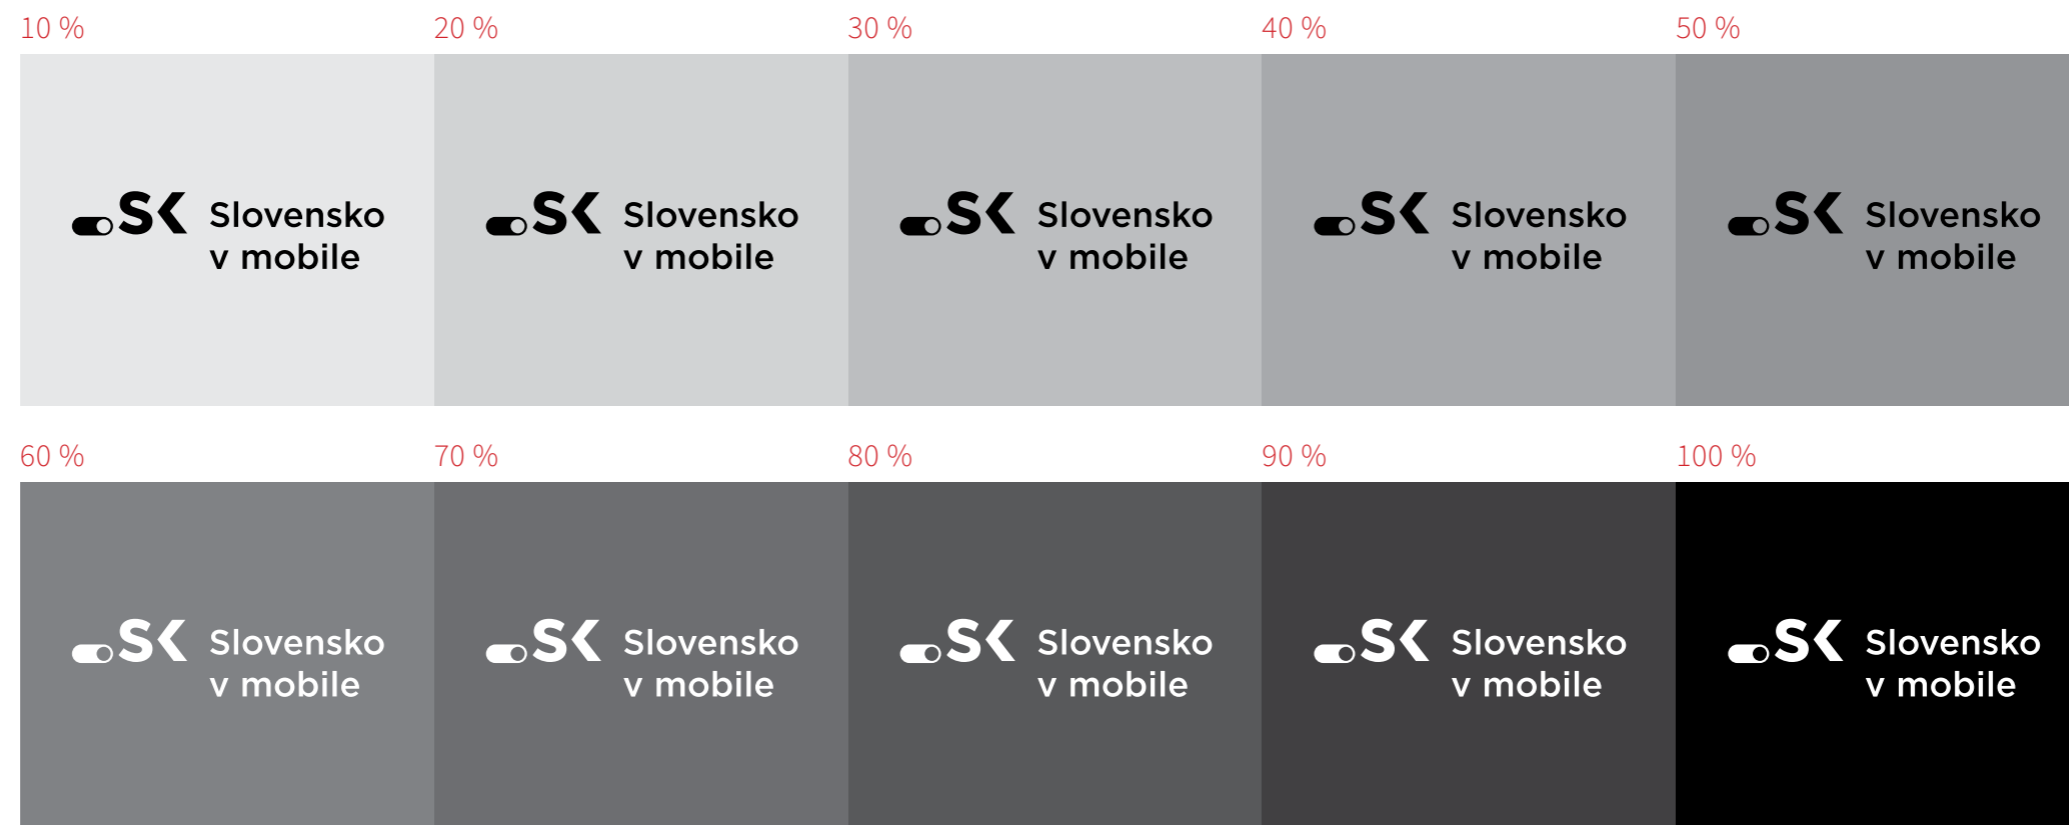 10 %
20 %
30 %
40 %
50 %
SK Slovensko
v mobile
SK Slovensko
v mobile
SK Slovensko
v mobile
SK Slovensko
v mobile
SK Slovensko
v mobile
60 %
70 %
80 %
90 %
100 %
SK Slovensko
v mobile
SK Slovensko
v mobile
SK Slovensko
v mobile
SK Slovensko
v mobile
SK Slovensko
v mobile